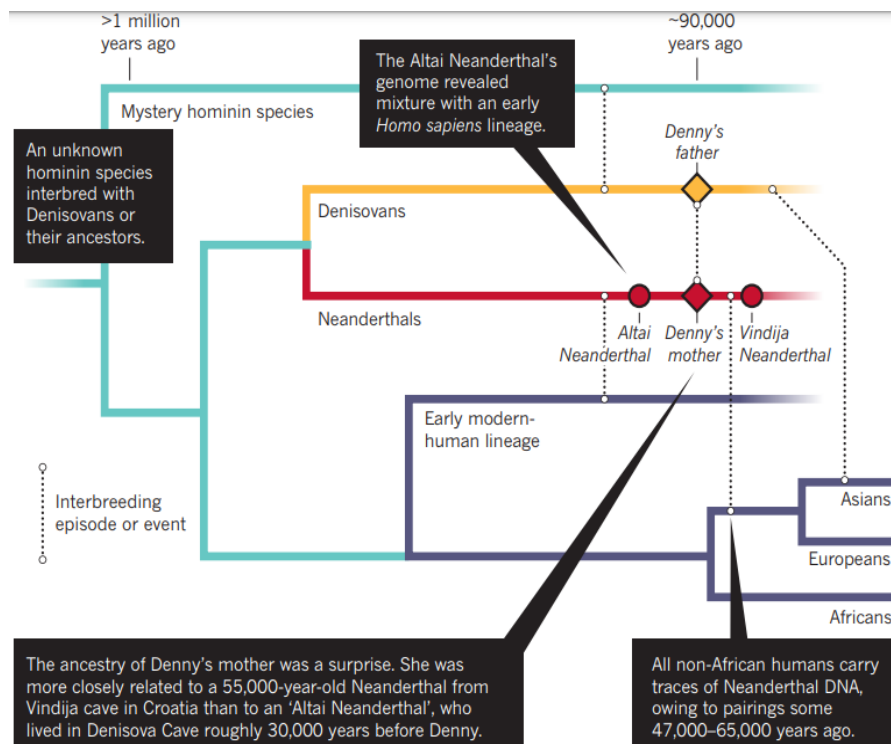 >1 million
years ago
~90,000
years ago
The Altai Neanderthal’s
genome revealed
mixture with an early
Homo sapiens lineage.
Mystery hominin species
An unknown
hominin species
interbred with
Denisovans or
their ancestors.
Denny’s
father
Denisovans
Neanderthals
Altai
Neanderthal
Denny’s
mother
Vindija
Neanderthal
Early modern-
human lineage
Interbreeding
episode or event
Asians
Europeans
Africans
The ancestry of Denny’s mother was a surprise. She was
more closely related to a 55,000-year-old Neanderthal from
Vindija cave in Croatia than to an ‘Altai Neanderthal’, who
lived in Denisova Cave roughly 30,000 years before Denny.
All non-African humans carry
traces of Neanderthal DNA,
owing to pairings some
47,000–65,000 years ago.